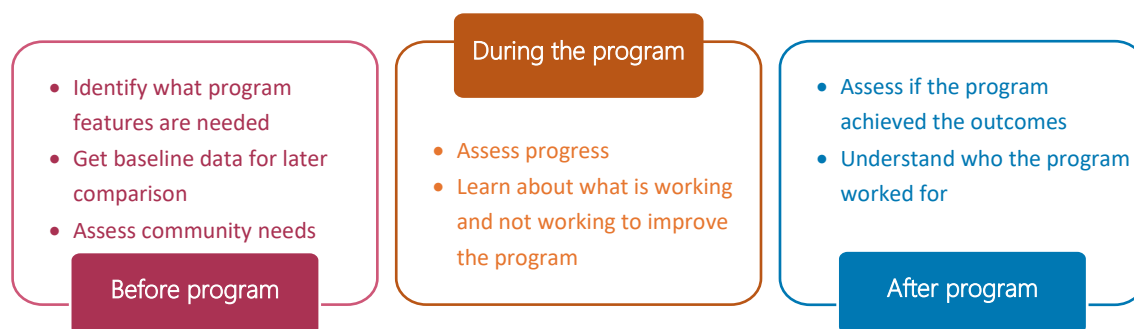 • Identify what program
features are needed
• Get baseline data for later
comparison
• Assess community needs
Before program
During the program
• Assess progress
• Learn about what is working
and not working to improve
the program
• Assess if the program
achieved the outcomes
• Understand who the program
worked for
After program